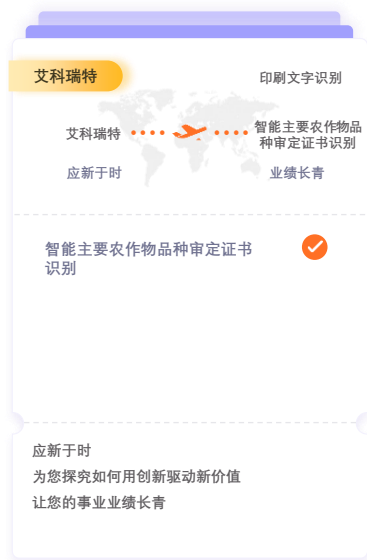 艾科瑞特
印刷文字识别
艾科瑞特
智能主要农作物品
种审定证书识别
应新于时
业绩长青
智能主要农作物品种审定证书
识别
应新于时
为您探究如何用创新驱动新价值
让您的事业业绩长青